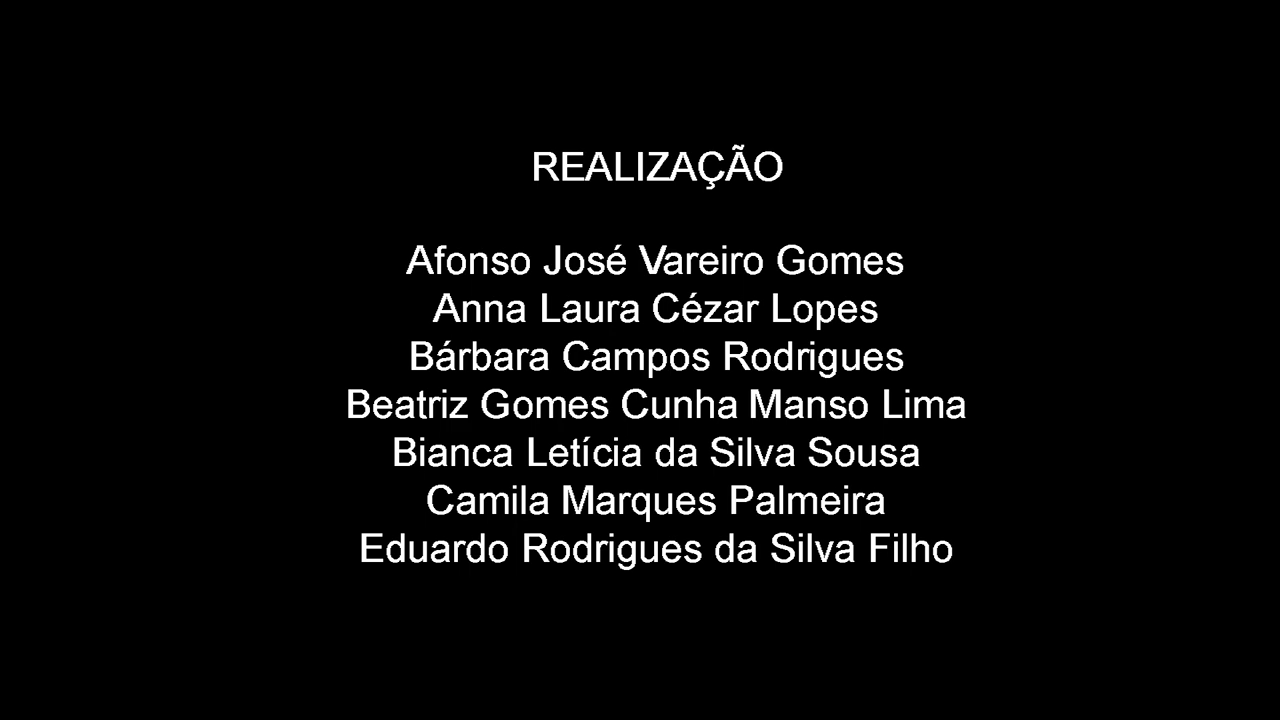 REALIZAÇÃO
Afonso José Vareiro Gomes
Anna Laura Cézar Lopes
Bárbara Campos Rodrigues
Beatriz Gomes Cunha Manso Lima
Bianca Letícia da Silva Sousa
Camila Marques Palmeira
Eduardo Rodrigues da Silva Filho